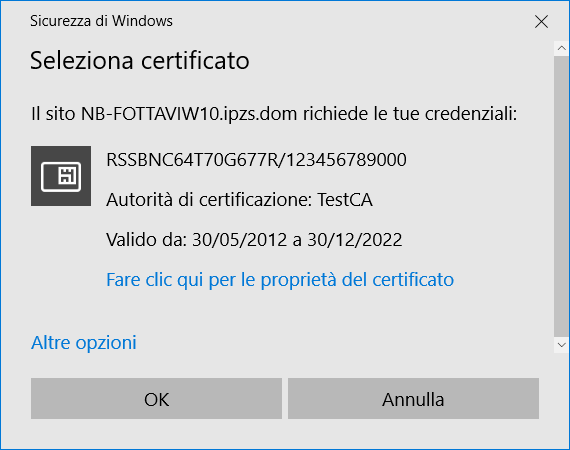 Sicurezza di Windows
Seleziona certificato
Il sito NB-FOTTAVIW10.ipzs.dom richiede le tue credenziali:
RSSBNC64T70G677R/123456789000
Autorità di certificazione: TestCA
Valido da: 30/05/2012 a 30/12/2022
Fare clic qui per le proprietà del certificato
Altre opzioni
OK
Annulla